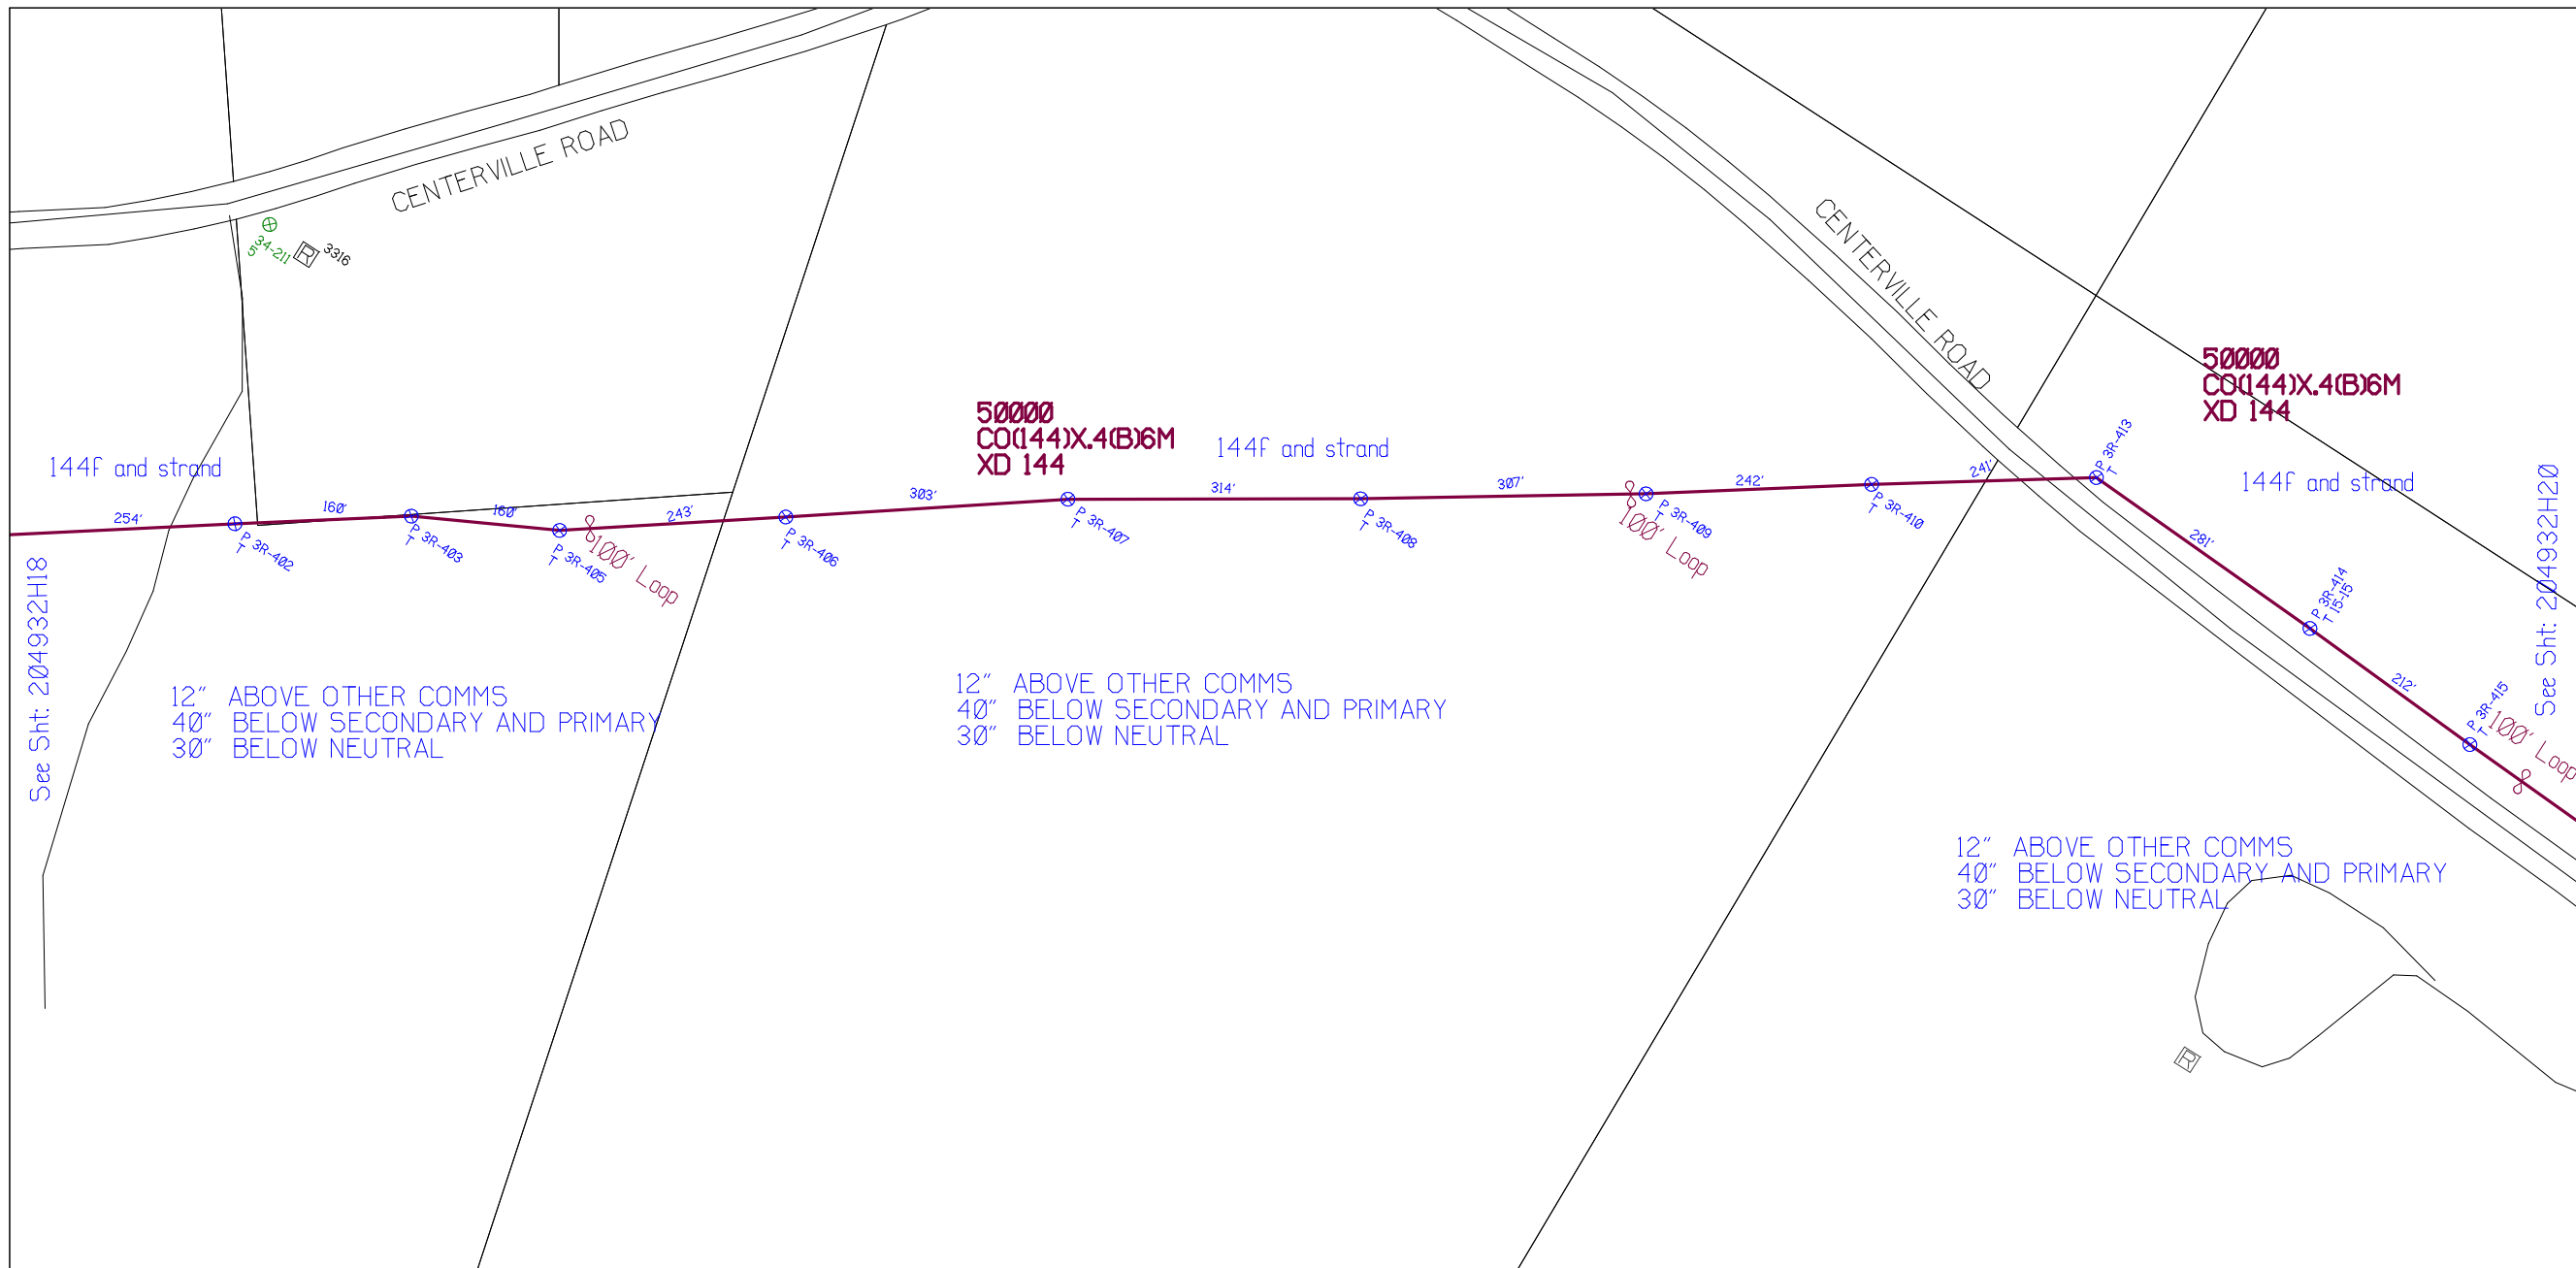 CENTERVILLE ROAD
34-211
5
R
3316
CENTERVILLE ROAD
50000
CO(144)X.4(B)6M
XD 144
50000
CO(144)X.4(B)6M
XD 144
144f and strand
144f and strand
144f and strand
254'
160'
160'
243'
303'
314'
307'
242'
241'
281'
212'
P 3R-402
T
P 3R-403
T
P 3R-405
T
100' Loop
P 3R-406
T
P 3R-407
T
P 3R-408
T
P 3R-409
T
100' Loop
P 3R-410
T
P 3R-413
T
P 3R-414
T 15-15
P 3R-415
T
100' Loop
See Sht: 204932H18
See Sht: 204932H20
12" ABOVE OTHER COMMS
40" BELOW SECONDARY AND PRIMARY
30" BELOW NEUTRAL
12" ABOVE OTHER COMMS
40" BELOW SECONDARY AND PRIMARY
30" BELOW NEUTRAL
12" ABOVE OTHER COMMS
40" BELOW SECONDARY AND PRIMARY
30" BELOW NEUTRAL
R